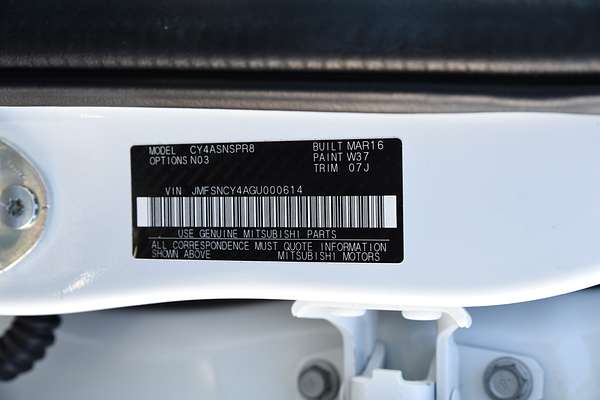 MODEL CY4ASNSPR8 BUILT MAR16
OPTIONS N03 PAINT W37
TRIM 07J
VIN JMFSNCY4AGU000614
USE GENUINE MITSUBISHI PARTS
ALL CORRESPONDENCE MUST QUOTE INFORMATION
SHOWN ABOVE MITSUBISHI MOTORS